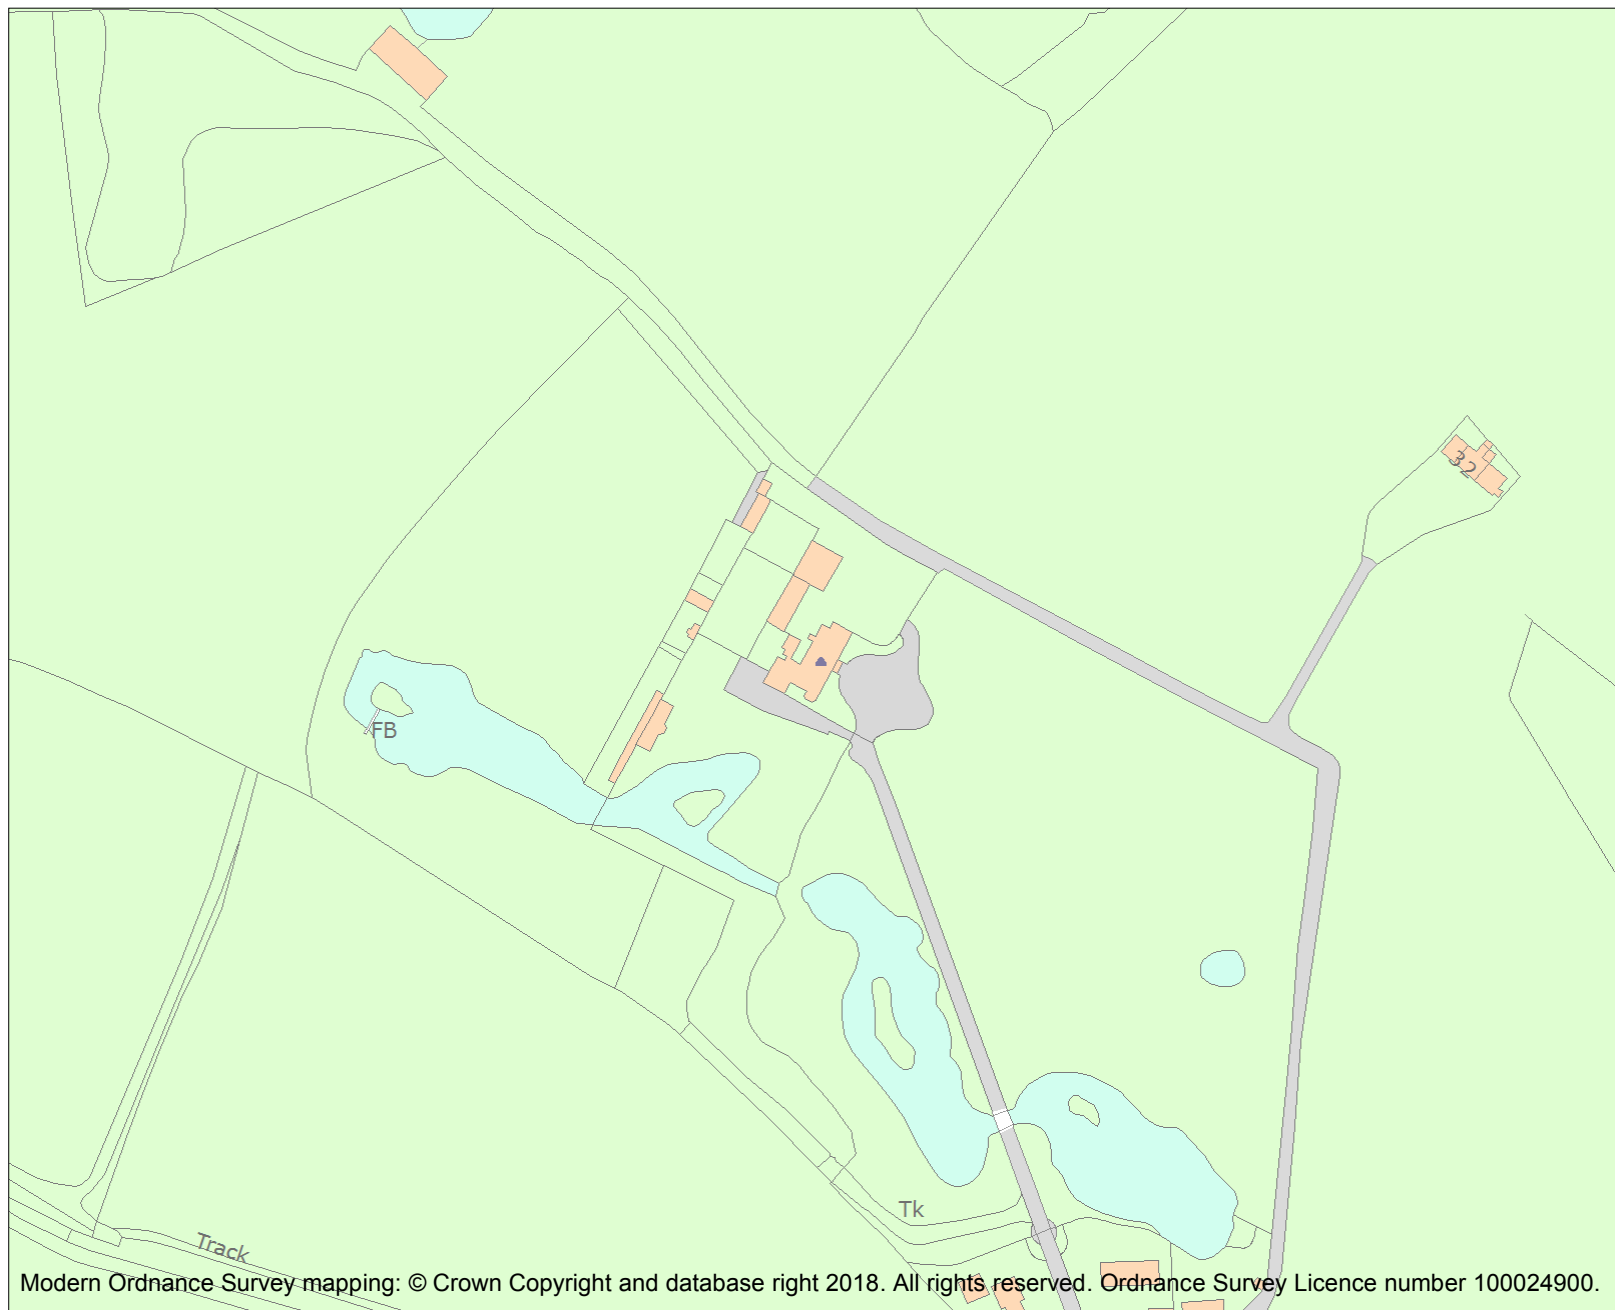 32
FB
Tk
Track
Modern Ordnance Survey mapping: © Crown Copyright and database right 2018. All rights reserved. Ordnance Survey Licence number 100024900.